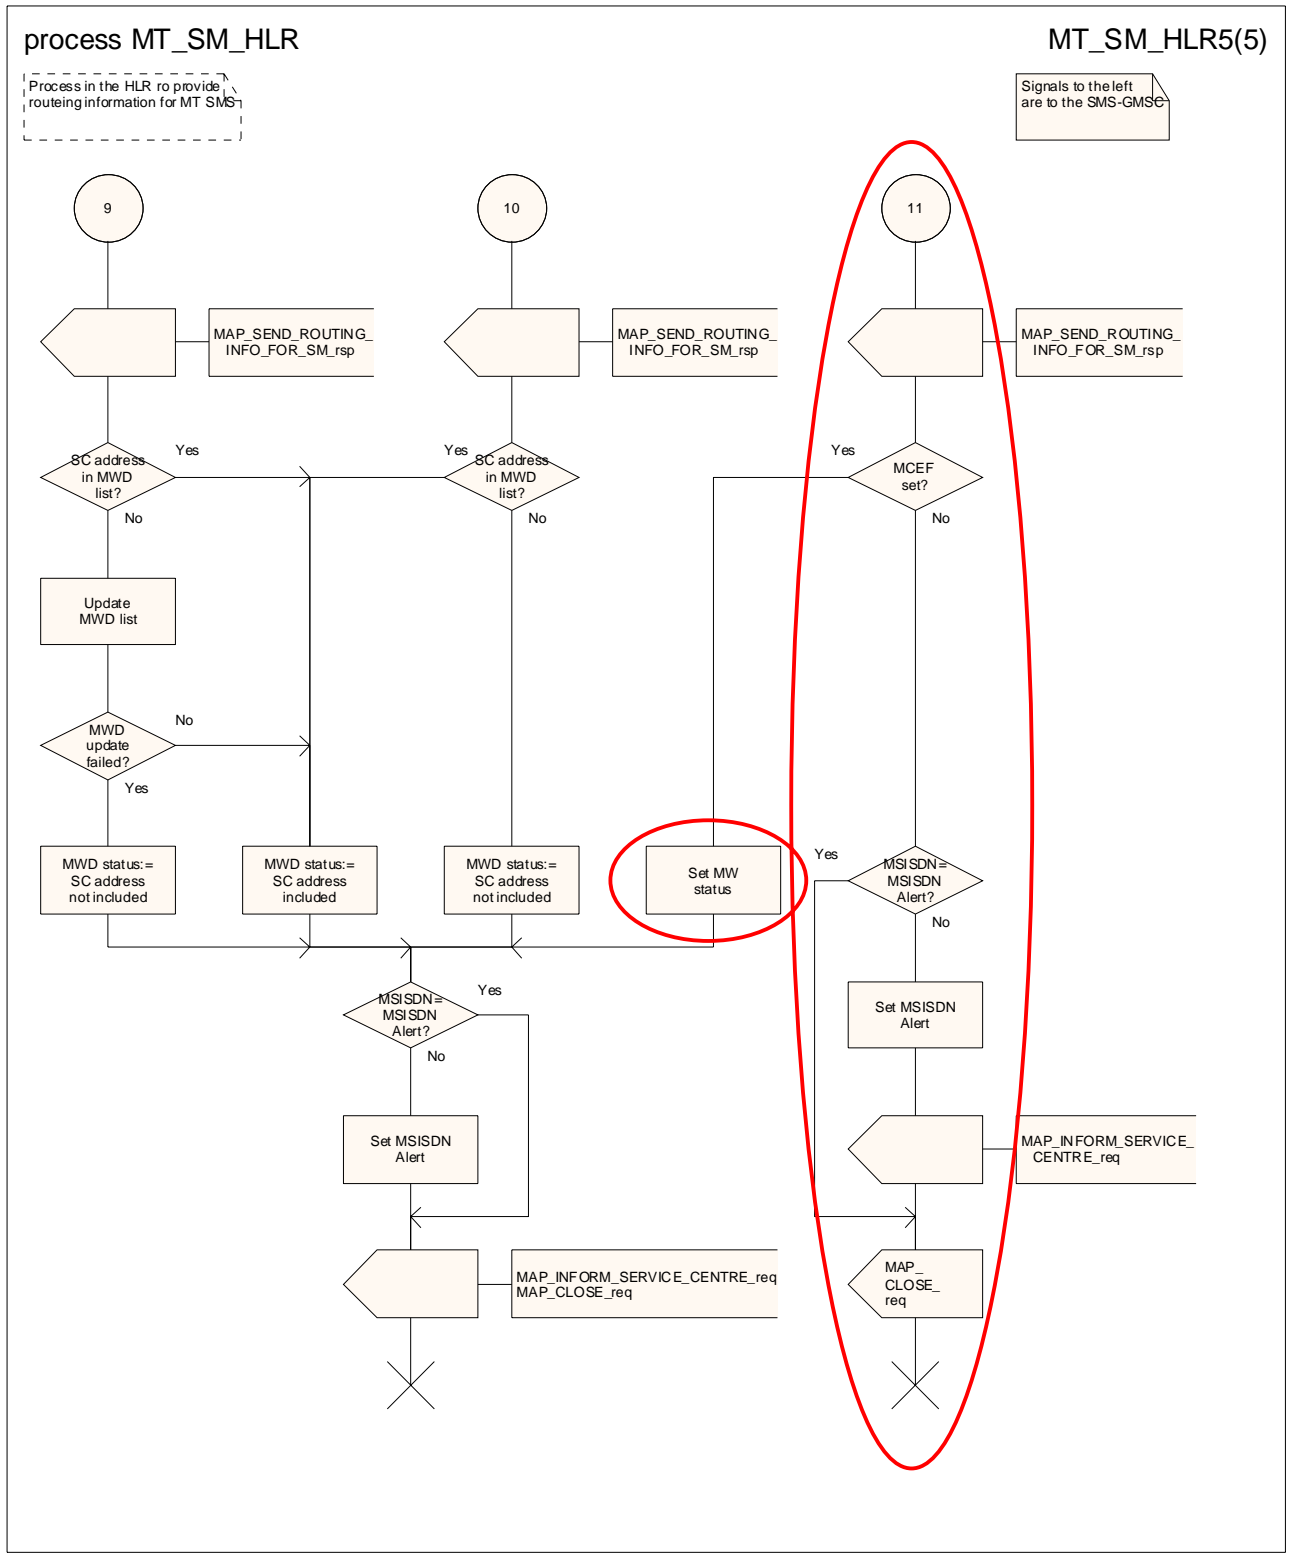 process MT_SM_HLR
MT_SM_HLR5(5)
Process in the HLR ro provide
routeing information for MT SMS
Signals to the left
are to the SMS-GMSC
9
10
11
MAP_SEND_ROUTING_
INFO_FOR_SM_rsp
MAP_SEND_ROUTING_
INFO_FOR_SM_rsp
MAP_SEND_ROUTING_
INFO_FOR_SM_rsp
SC address
in MWD
list?
Yes
No
Yes
SC address
in MWD
list?
No
Yes
MCEF
set?
No
Update
MWD list
MWD
update
failed?
No
Yes
MWD status:=
SC address
not included
MWD status:=
SC address
included
MWD status:=
SC address
not included
Set MW
status
Yes
MSISDN=
MSISDN
Alert?
No
MSISDN=
MSISDN
Alert?
Yes
No
Set MSISDN
Alert
Set MSISDN
Alert
MAP_INFORM_SERVICE_
CENTRE_req
MAP_INFORM_SERVICE_CENTRE_req
MAP_CLOSE_req
MAP_
CLOSE_
req